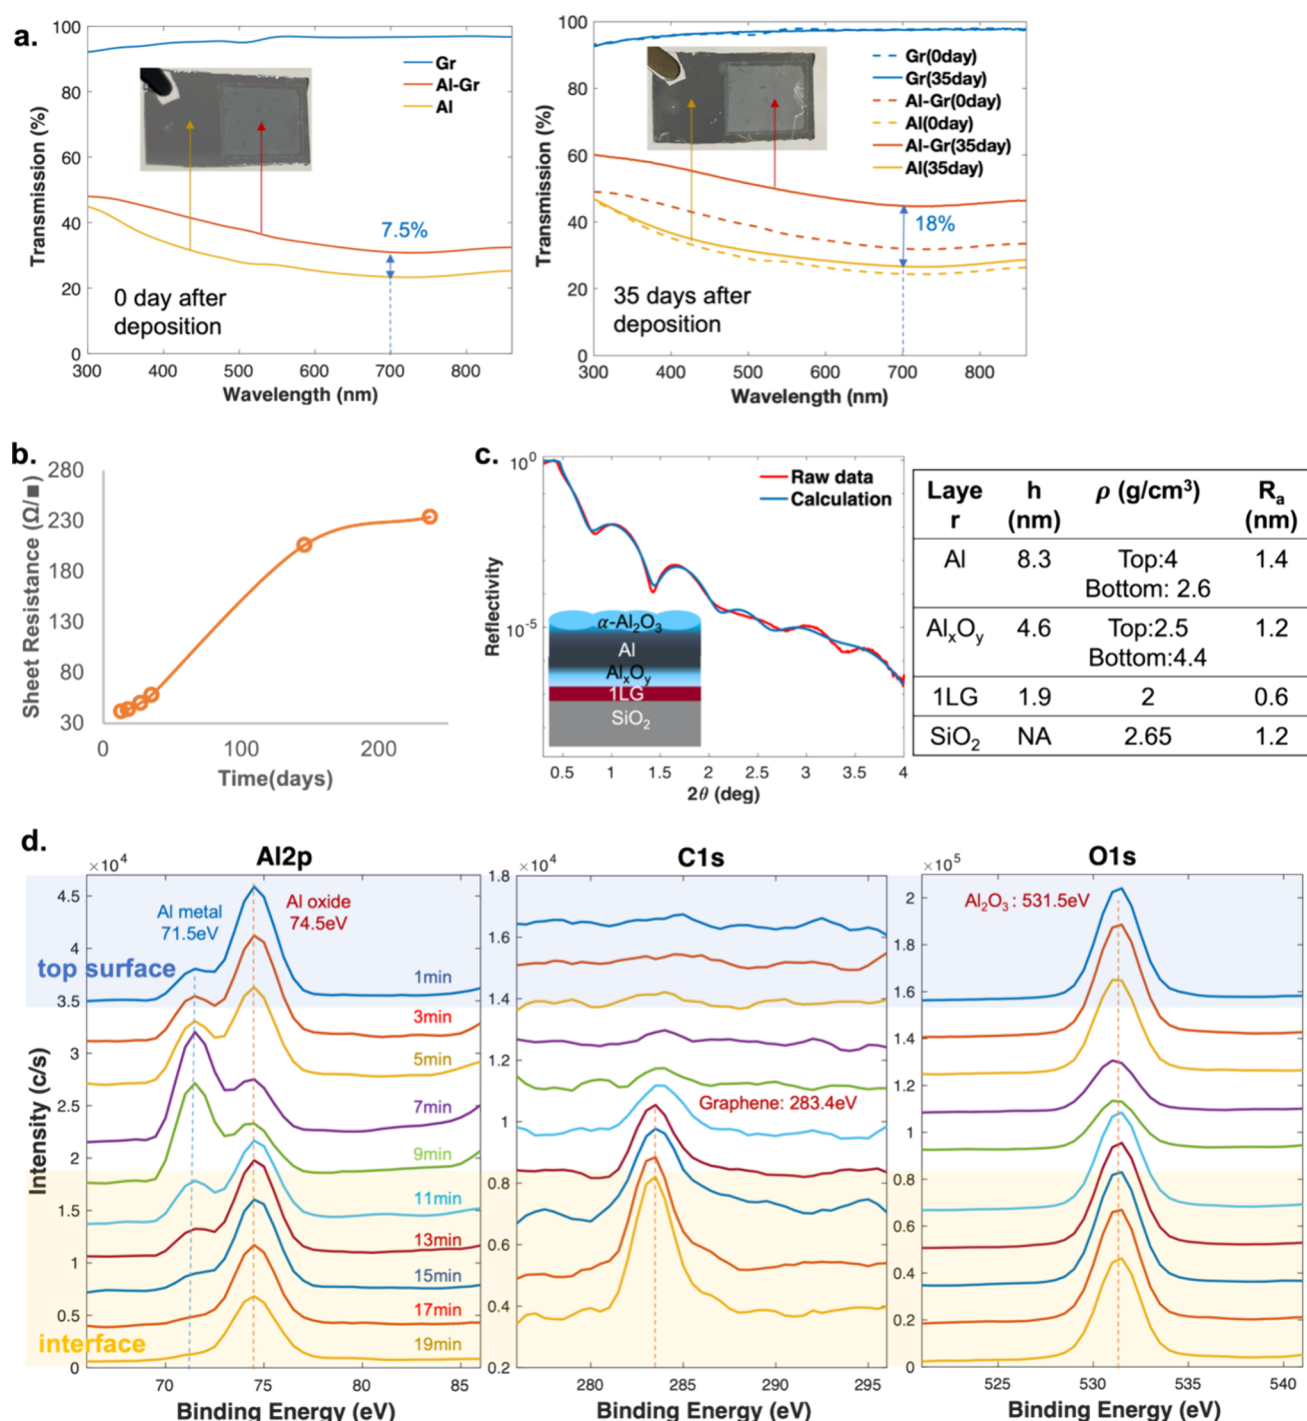 a.
100
80
60
40
20
0
Transmission (%)
Gr
Al-Gr
Al
7.5%
0 day after
deposition
300 400 500 600 700 800
Wavelength (nm)
100
80
60
40
20
0
Transmission (%)
Gr(0day)
Gr(35day)
Al-Gr(0day)
Al(0day)
Al-Gr(35day)
Al(35day)
18%
35 days after
deposition
300 400 500 600 700 800
Wavelength (nm)
b.
280
230
180
130
80
30
Sheet Resistance (Ω/■)
0 100 200
Time(days)
c.
10⁰
10⁻⁵
Reflectivity
Raw data
Calculation
α-Al₂O₃
Al
AlₓOᵧ
1LG
SiO₂
0.5 1 1.5 2 2.5 3 3.5 4
2θ (deg)
Laye
r
h
(nm)
ρ (g/cm³)
Rₐ
(nm)
Al 8.3 Top:4
Bottom: 2.6
1.4
AlₓOᵧ 4.6 Top:2.5
Bottom:4.4
1.2
1LG 1.9 2 0.6
SiO₂ NA 2.65 1.2
d.
×10⁴
Al2p
4.5
4
3.5
3
2.5
2
1.5
1
0.5
0
Intensity (c/s)
Al metal
71.5eV
Al oxide
74.5eV
top surface
1min
3min
5min
7min
9min
11min
13min
15min
17min
19min
interface
70 75 80 85
Binding Energy (eV)
×10⁴
C1s
1.8
1.6
1.4
1.2
1
0.8
0.6
0.4
0.2
Graphene: 283.4eV
280 285 290 295
Binding Energy (eV)
×10⁵
O1s
2
1.8
1.6
1.4
1.2
1
0.8
0.6
0.4
0.2
0
Al₂O₃ : 531.5eV
525 530 535 540
Binding Energy (eV)